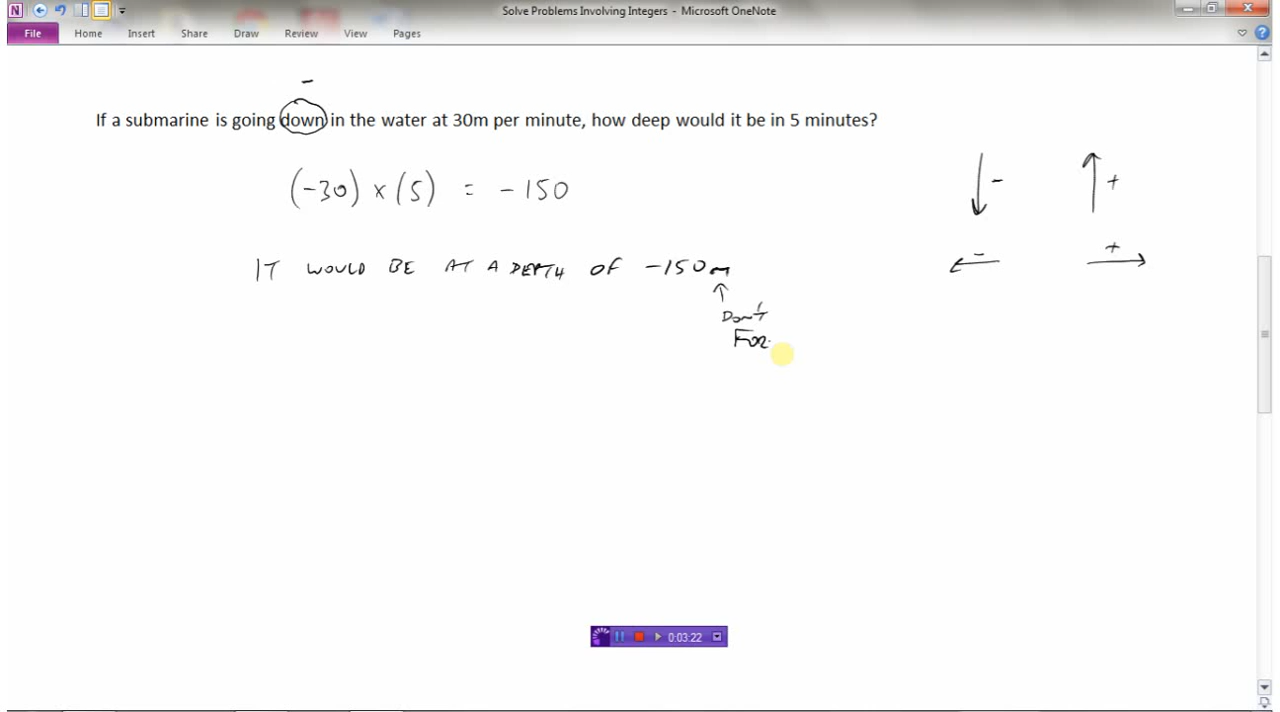 Solve Problems Involving Integers - Microsoft OneNote
File Home Insert Share Draw Review View Pages
-
If a submarine is going down in the water at 30m per minute, how deep would it be in 5 minutes?
(-30) x (5) = -150
- +
IT WOULD BE AT A DEPTH OF -150m
- +
Don't
For
0:03:22